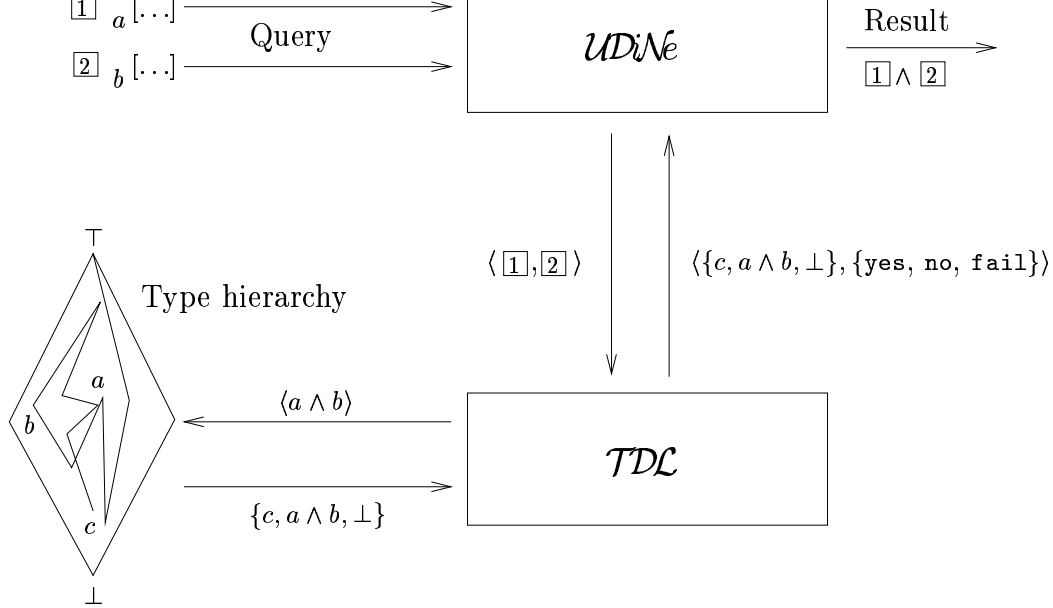 1 a [...]
Query
2 b [...]
UDiNe
Result
1 ∧ 2
⟨ 1 , 2 ⟩
⟨{c, a ∧ b, ⊥}, {yes, no, fail}⟩
⊤
Type hierarchy
a
b
c
⊥
⟨a ∧ b⟩
{c, a ∧ b, ⊥}
TDL